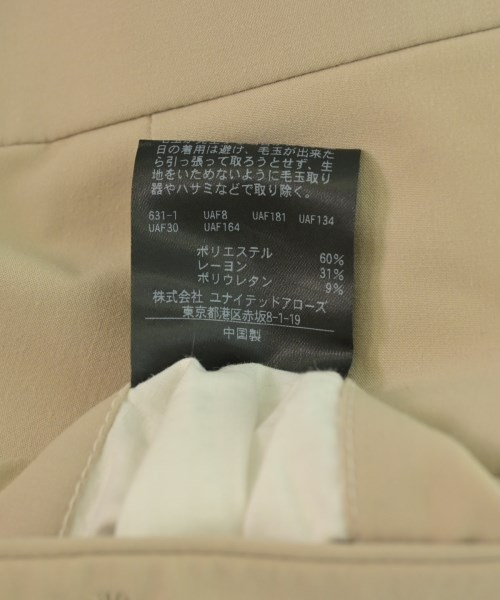 日の着用は避け、毛玉が出来た
ら引っ張って取ろうとせず、生
地をいためないように毛玉取り
器やハサミなどで取り除く。
631-1 UAF8 UAF181 UAF134
UAF30 UAF164
ポリエステル 60%
レーヨン 31%
ポリウレタン 9%
株式会社 ユナイテッドアローズ
東京都港区赤坂8-1-19
中国製